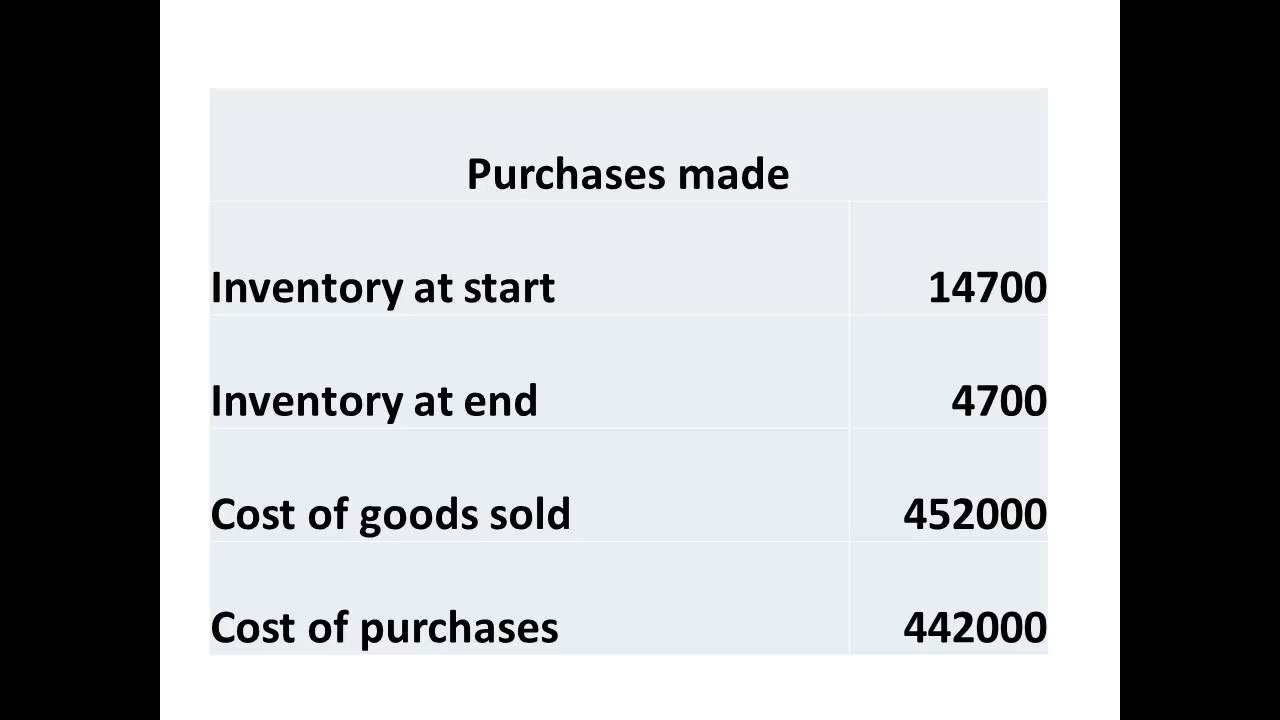 Purchases made
Inventory at start 14700
Inventory at end 4700
Cost of goods sold 452000
Cost of purchases 442000